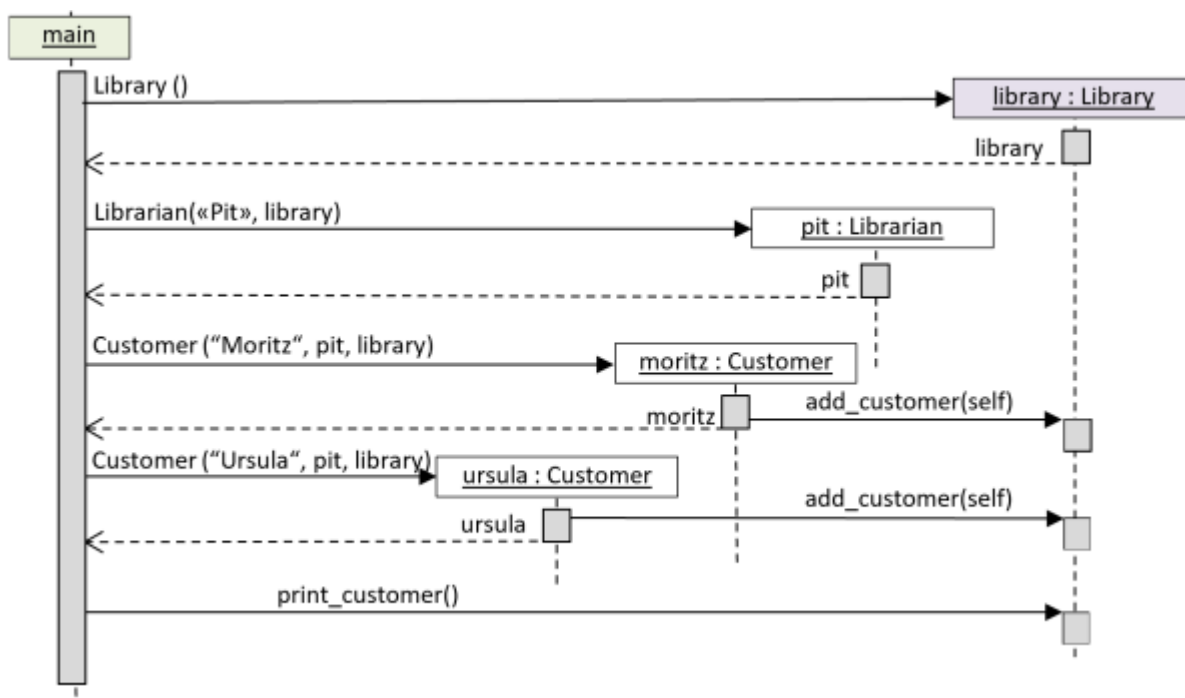 main
Library ()
library : Library
library
Librarian(«Pit», library)
pit : Librarian
pit
Customer (“Moritz“, pit, library)
moritz : Customer
moritz
add_customer(self)
Customer (“Ursula“, pit, library)
ursula : Customer
ursula
add_customer(self)
print_customer()